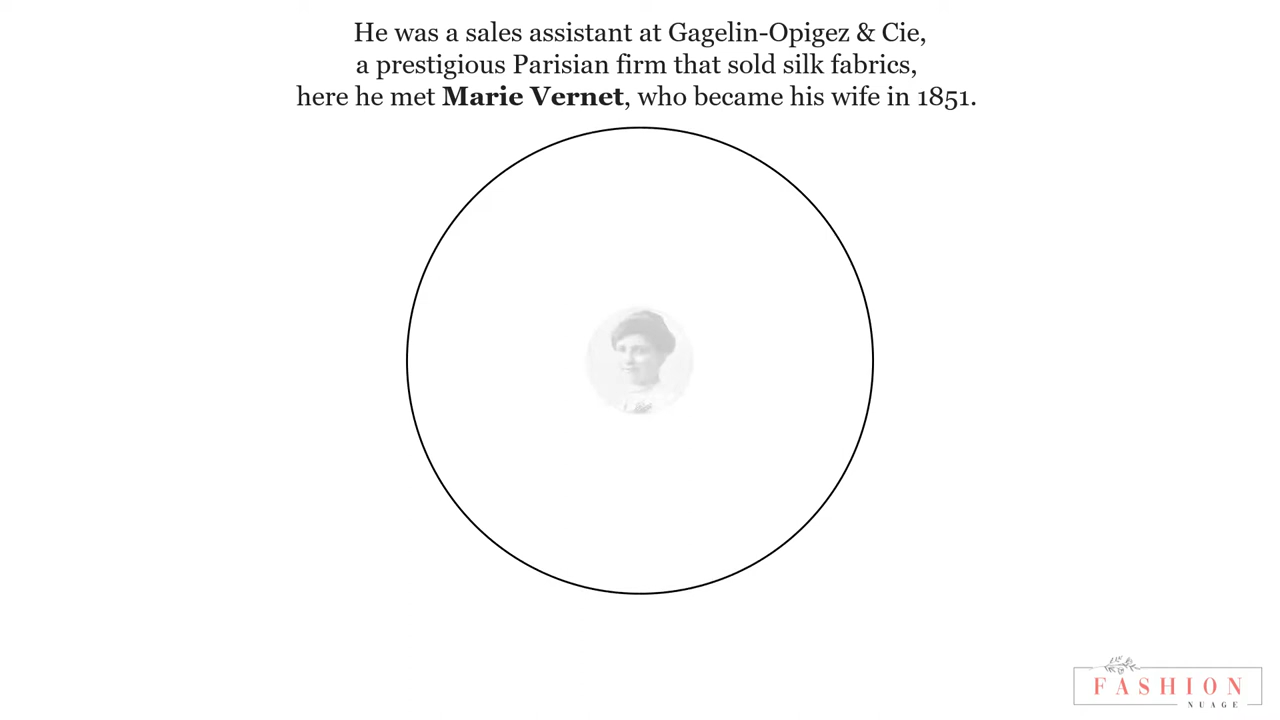 He was a sales assistant at Gagelin-Opigez & Cie,
a prestigious Parisian firm that sold silk fabrics,
here he met Marie Vernet, who became his wife in 1851.
FASHION
NUAGE